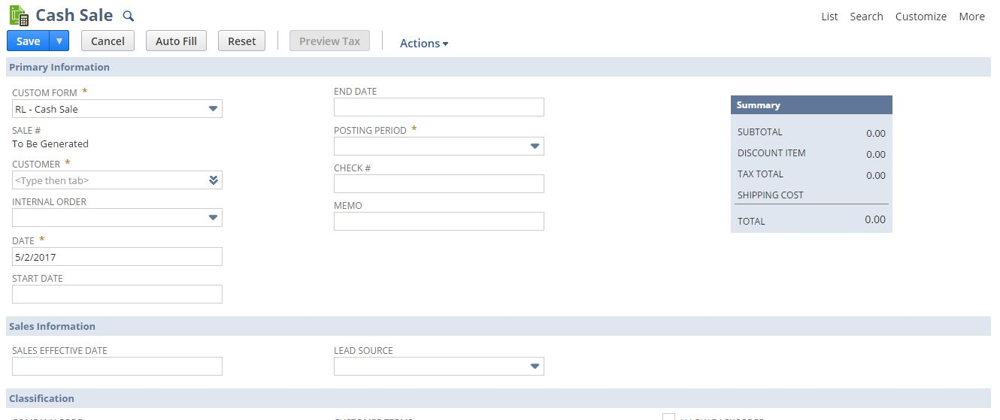 Cash Sale
List Search Customize More
Save Cancel Auto Fill Reset Preview Tax Actions
Primary Information
CUSTOM FORM *
RL - Cash Sale
SALE #
To Be Generated
CUSTOMER *
<Type then tab>
INTERNAL ORDER
DATE *
5/2/2017
START DATE
END DATE
POSTING PERIOD *
CHECK #
MEMO
Summary
SUBTOTAL 0.00
DISCOUNT ITEM 0.00
TAX TOTAL 0.00
SHIPPING COST
TOTAL 0.00
Sales Information
SALES EFFECTIVE DATE
LEAD SOURCE
Classification